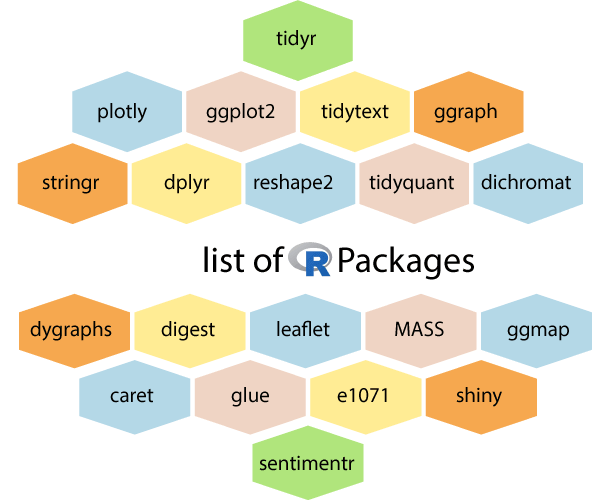 tidyr
plotly ggplot2 tidytext ggraph
stringr dplyr reshape2 tidyquant dichromat
list of R Packages
dygraphs digest leaflet MASS ggmap
caret glue e1071 shiny
sentimentr